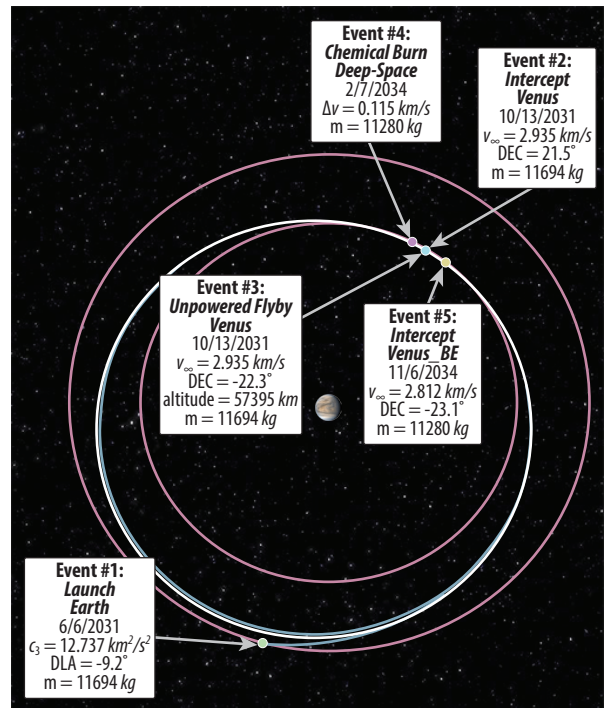 Event #4:
Chemical Burn
Deep-Space
2/7/2034
Δv = 0.115 km/s
m = 11280 kg
Event #2:
Intercept
Venus
10/13/2031
v∞ = 2.935 km/s
DEC = 21.5˚
m = 11694 kg
Event #3:
Unpowered Flyby
Venus
10/13/2031
v∞ = 2.935 km/s
DEC = -22.3˚
altitude = 57395 km
m = 11694 kg
Event #5:
Intercept
Venus_BE
11/6/2034
v∞ = 2.812 km/s
DEC = -23.1˚
m = 11280 kg
Event #1:
Launch
Earth
6/6/2031
c₃ = 12.737 km²/s²
DLA = -9.2˚
m = 11694 kg